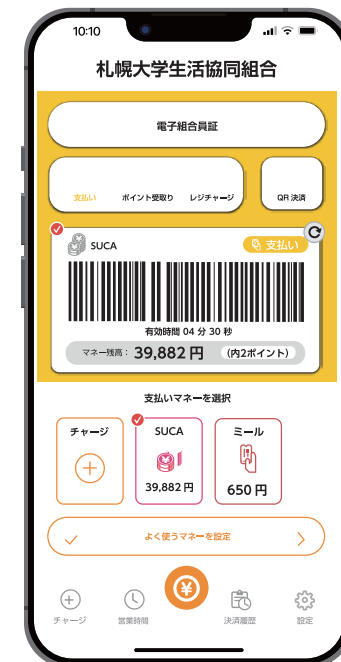 10:10
札幌大学生活協同組合
電子組合員証
支払い ポイント受取り レジチャージ QR 決済
SUCA 支払い
有効時間 04 分 30 秒
マネー残高： 39,882 円 （内2ポイント）
支払いマネーを選択
チャージ SUCA ミール
39,882 円 650 円
よく使うマネーを設定
チャージ 営業時間 決済履歴 設定